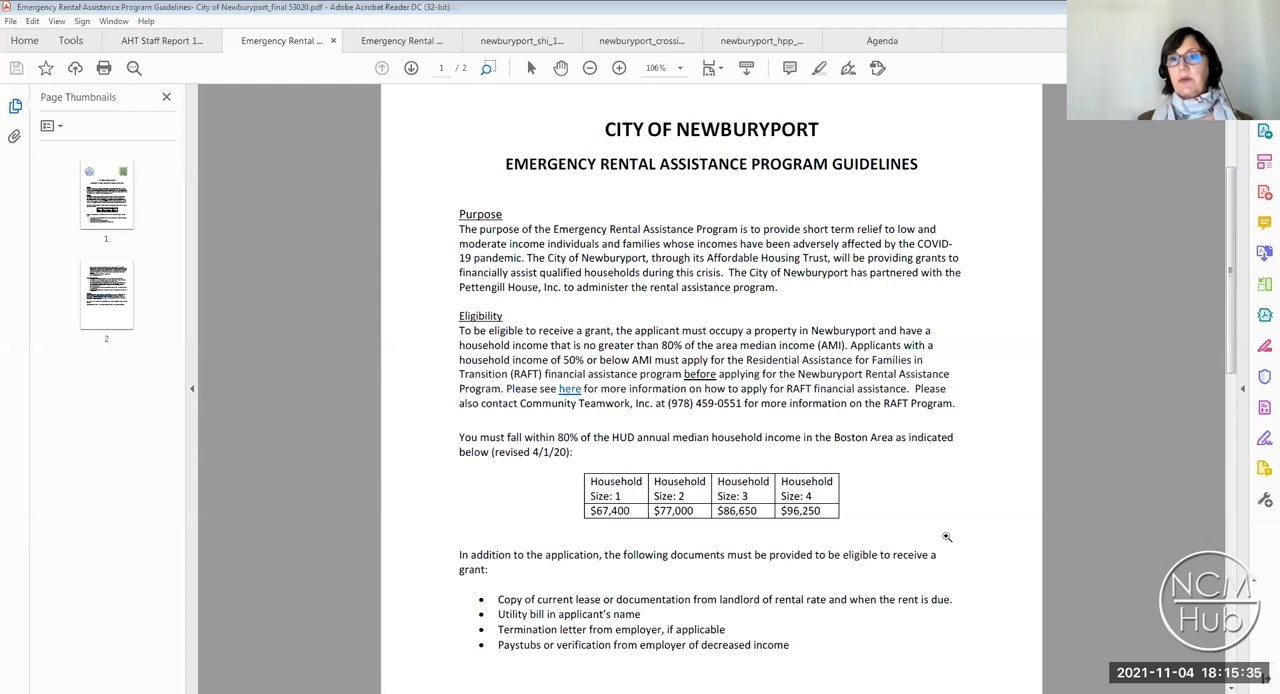 Emergency Rental Assistance Program Guidelines- City of Newburyport_final 53020.pdf - Adobe Acrobat Reader DC (32-bit)
File Edit View Sign Window Help
Home Tools AHT Staff Report 1... Emergency Rental ... × Emergency Rental ... newburyport_shi_1... newburyport_crossi... newburyport_hpp_... Agenda
1 / 2 106%
Page Thumbnails
1
2
CITY OF NEWBURYPORT
EMERGENCY RENTAL ASSISTANCE PROGRAM GUIDELINES
Purpose
The purpose of the Emergency Rental Assistance Program is to provide short term relief to low and
moderate income individuals and families whose incomes have been adversely affected by the COVID-
19 pandemic. The City of Newburyport, through its Affordable Housing Trust, will be providing grants to
financially assist qualified households during this crisis. The City of Newburyport has partnered with the
Pettengill House, Inc. to administer the rental assistance program.
Eligibility
To be eligible to receive a grant, the applicant must occupy a property in Newburyport and have a
household income that is no greater than 80% of the area median income (AMI). Applicants with a
household income of 50% or below AMI must apply for the Residential Assistance for Families in
Transition (RAFT) financial assistance program before applying for the Newburyport Rental Assistance
Program. Please see here for more information on how to apply for RAFT financial assistance. Please
also contact Community Teamwork, Inc. at (978) 459-0551 for more information on the RAFT Program.
You must fall within 80% of the HUD annual median household income in the Boston Area as indicated
below (revised 4/1/20):
Household Household Household Household
Size: 1 Size: 2 Size: 3 Size: 4
$67,400 $77,000 $86,650 $96,250
In addition to the application, the following documents must be provided to be eligible to receive a
grant:
• Copy of current lease or documentation from landlord of rental rate and when the rent is due.
• Utility bill in applicant's name
• Termination letter from employer, if applicable
• Paystubs or verification from employer of decreased income
NCM
Hub
2021-11-04 18:15:35